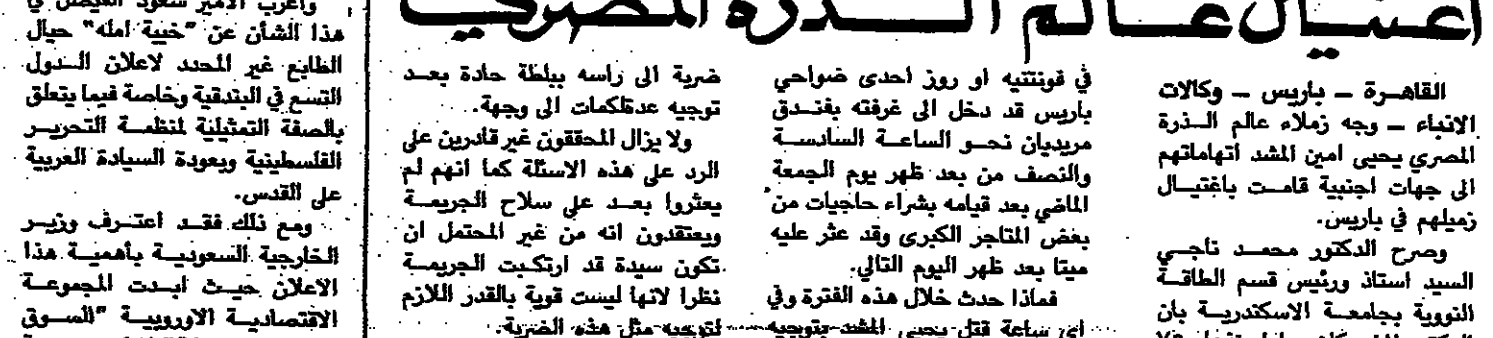 اغتيال عالم الذرة المصري
القاهرة – باريس – وكالات
الانباء – وجه زملاء عالم الذرة
المصري يحيى امين المشد أتهاماتهم
الى جهات اجنبية قامت باغتيال
زميلهم في باريس.
وصرح الدكتور محمد ناجي
السيد استاذ ورئيس قسم الطاقة
النووية بجامعة الاسكندرية بان
في فونتنيه او روز احدى ضواحي
باريس قد دخل الى غرفته بفندق
مريديان نحو الساعة السادسة
والنصف من بعد ظهر يوم الجمعة
الماضي بعد قيامه بشراء حاجيات من
بعض المتاجر الكبرى وقد عثر عليه
ميتا بعد ظهر اليوم التالي.
فماذا حدث خلال هذه الفترة وفي
اي ساعة قتل يحيى المشد بتوجيه
ضربة الى راسه ببلطة حادة بعد
توجيه عدةلكمات الى وجهة.
ولا يزال المحققون غير قادرين على
الرد على هذه الاسئلة كما انهم لم
يعثروا بعد على سلاح الجريمة
ويعتقدون انه من غير المحتمل ان
تكون سيدة قد ارتكبت الجريمة
نظرا لانها ليست قوية بالقدر اللازم
لتوجيه مثل هذه الضربة.
واعرب الامير سعود الفيصل في
هذا الشأن عن "خيبة امله" حيال
الطابع غير المحدد لاعلان الدول
التسع في البندقية وخاصة فيما يتعلق
بالصفة التمثيلية لمنظمة التحرير
الفلسطينية وبعودة السيادة العربية
على القدس.
ومع ذلك فقد اعترف وزير
الخارجية السعودية بأهمية هذا
الاعلان حيث ابدت المجموعة
الاقتصادية الاوروبية "السوق